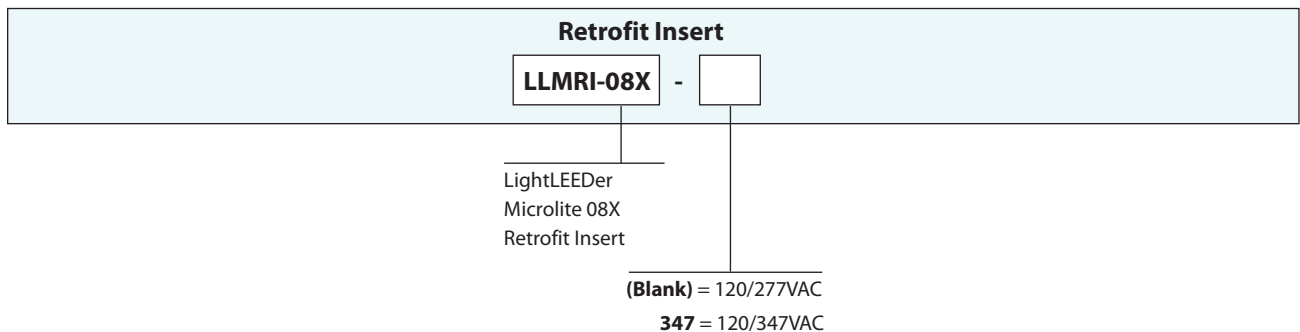 Retrofit Insert
LLMRI-08X -
LightLEEDer
Microlite 08X
Retrofit Insert
(Blank) = 120/277VAC
347 = 120/347VAC